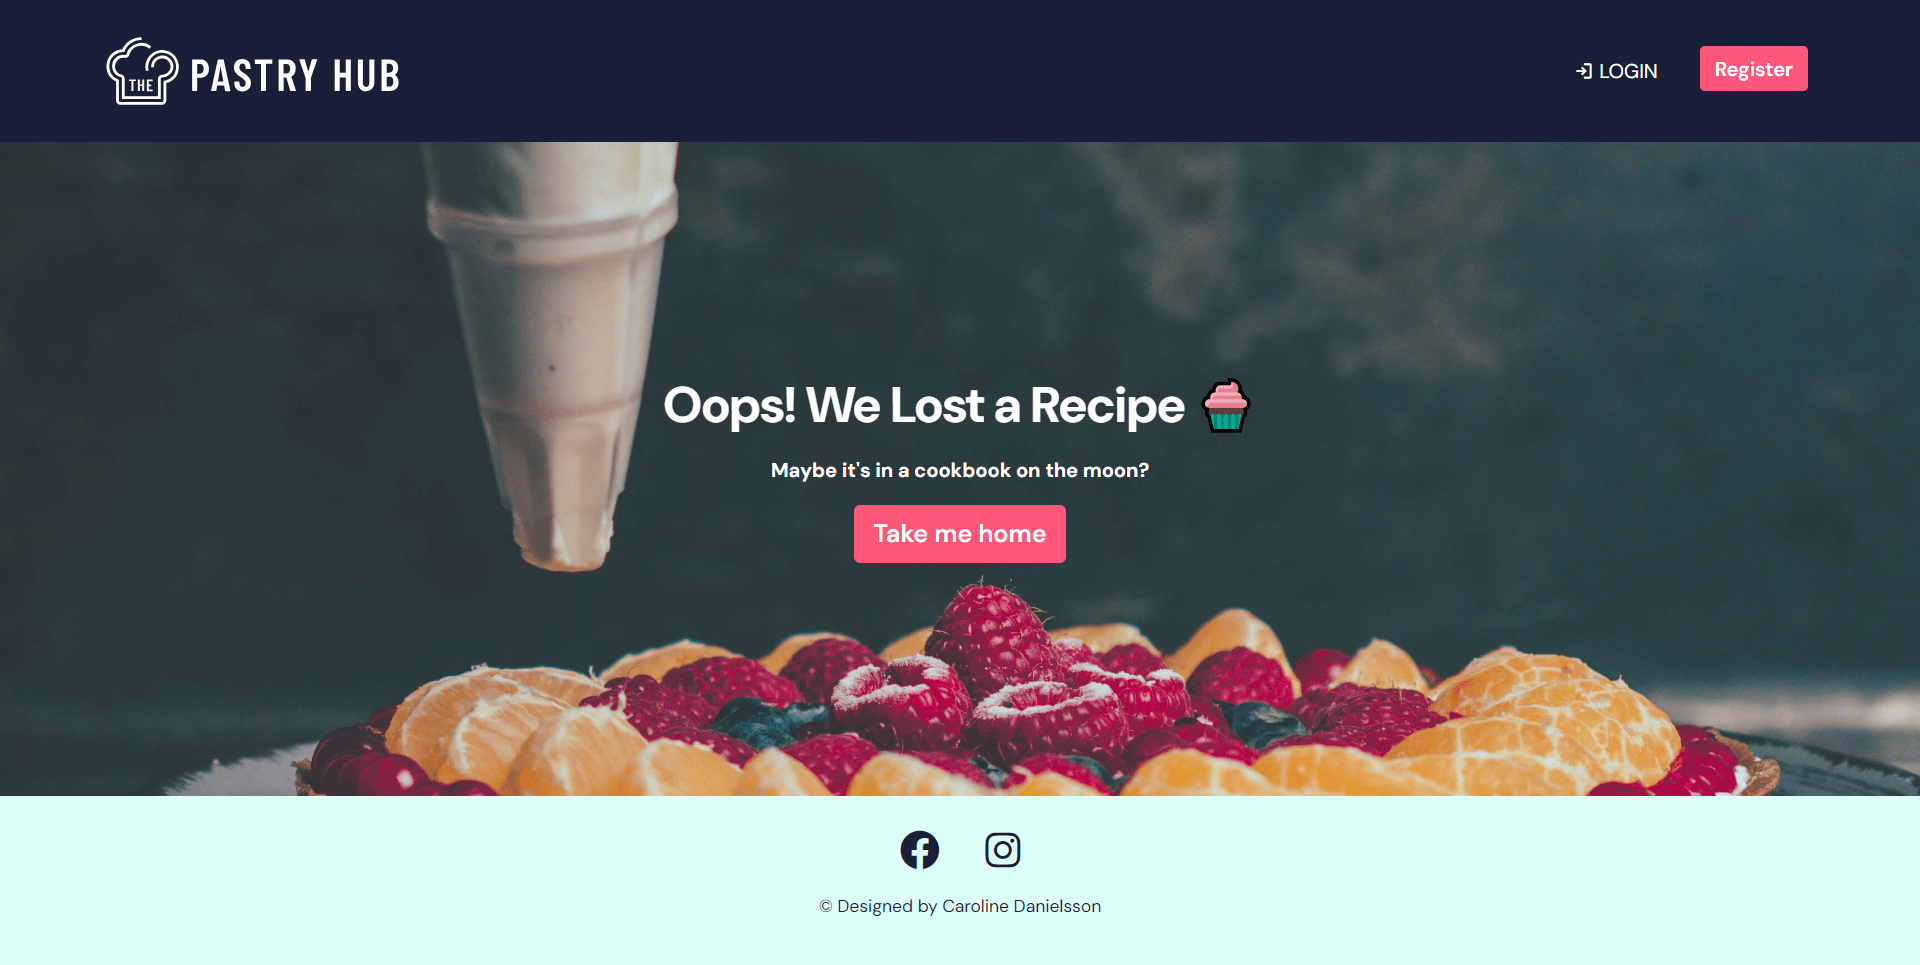 THE PASTRY HUB
LOGIN
Register
Oops! We Lost a Recipe 🧁
Maybe it's in a cookbook on the moon?
Take me home
© Designed by Caroline Danielsson